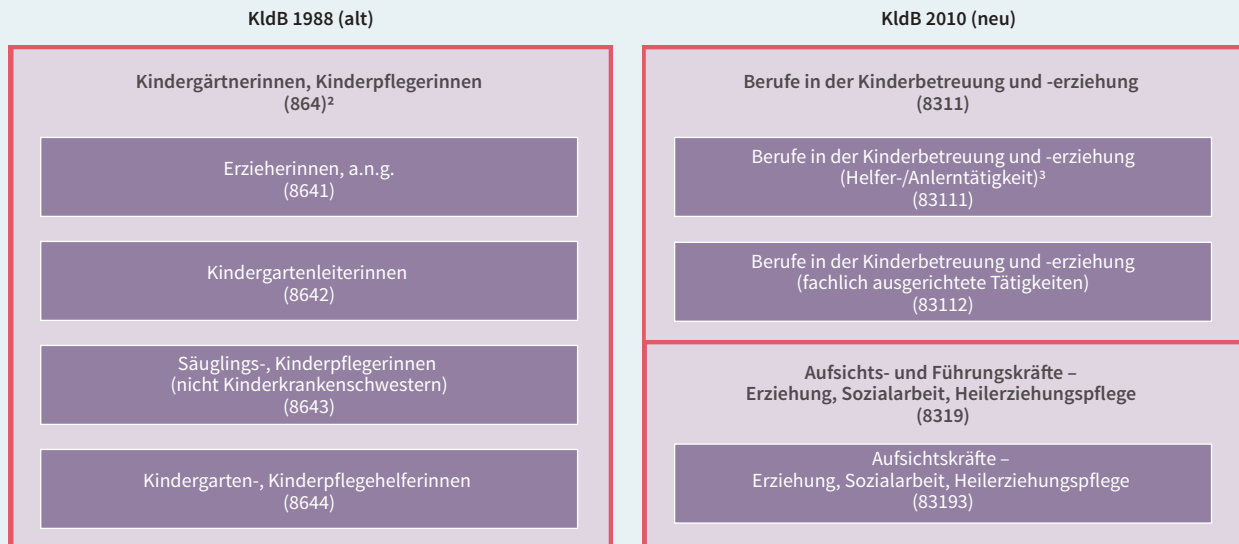 KldB 1988 (alt)
Kindergärtnerinnen, Kinderpflegerinnen
(864)²
Erzieherinnen, a.n.g.
(8641)
Kindergartenleiterinnen
(8642)
Säuglings-, Kinderpflegerinnen
(nicht Kinderkrankenschwestern)
(8643)
Kindergarten-, Kinderpflegehelferinnen
(8644)
KldB 2010 (neu)
Berufe in der Kinderbetreuung und -erziehung
(8311)
Berufe in der Kinderbetreuung und -erziehung
(Helfer-/Anlerntätigkeit)³
(83111)
Berufe in der Kinderbetreuung und -erziehung
(fachlich ausgerichtete Tätigkeiten)
(83112)
Aufsichts- und Führungskräfte –
Erziehung, Sozialarbeit, Heilerziehungspflege
(8319)
Aufsichtskräfte –
Erziehung, Sozialarbeit, Heilerziehungspflege
(83193)